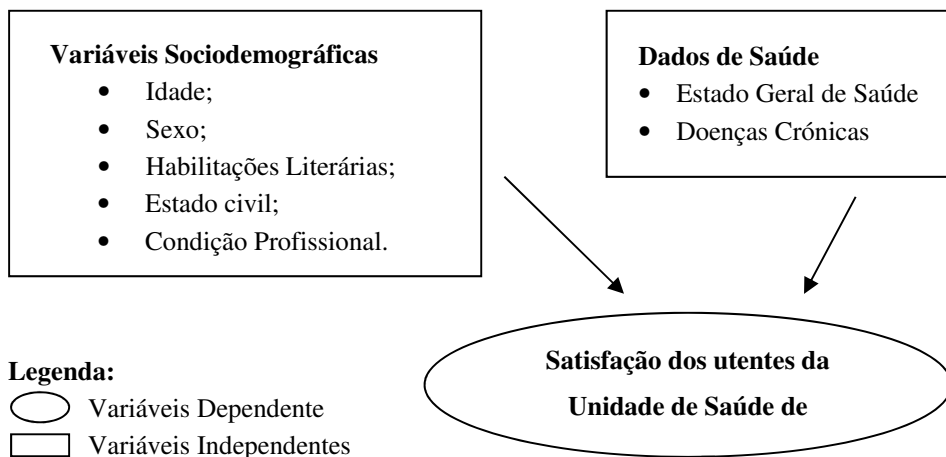 Variáveis Sociodemográficas
• Idade;
• Sexo;
• Habilitações Literárias;
• Estado civil;
• Condição Profissional.
Dados de Saúde
• Estado Geral de Saúde
• Doenças Crónicas
Satisfação dos utentes da
Unidade de Saúde de
Legenda:
Variáveis Dependente
Variáveis Independentes